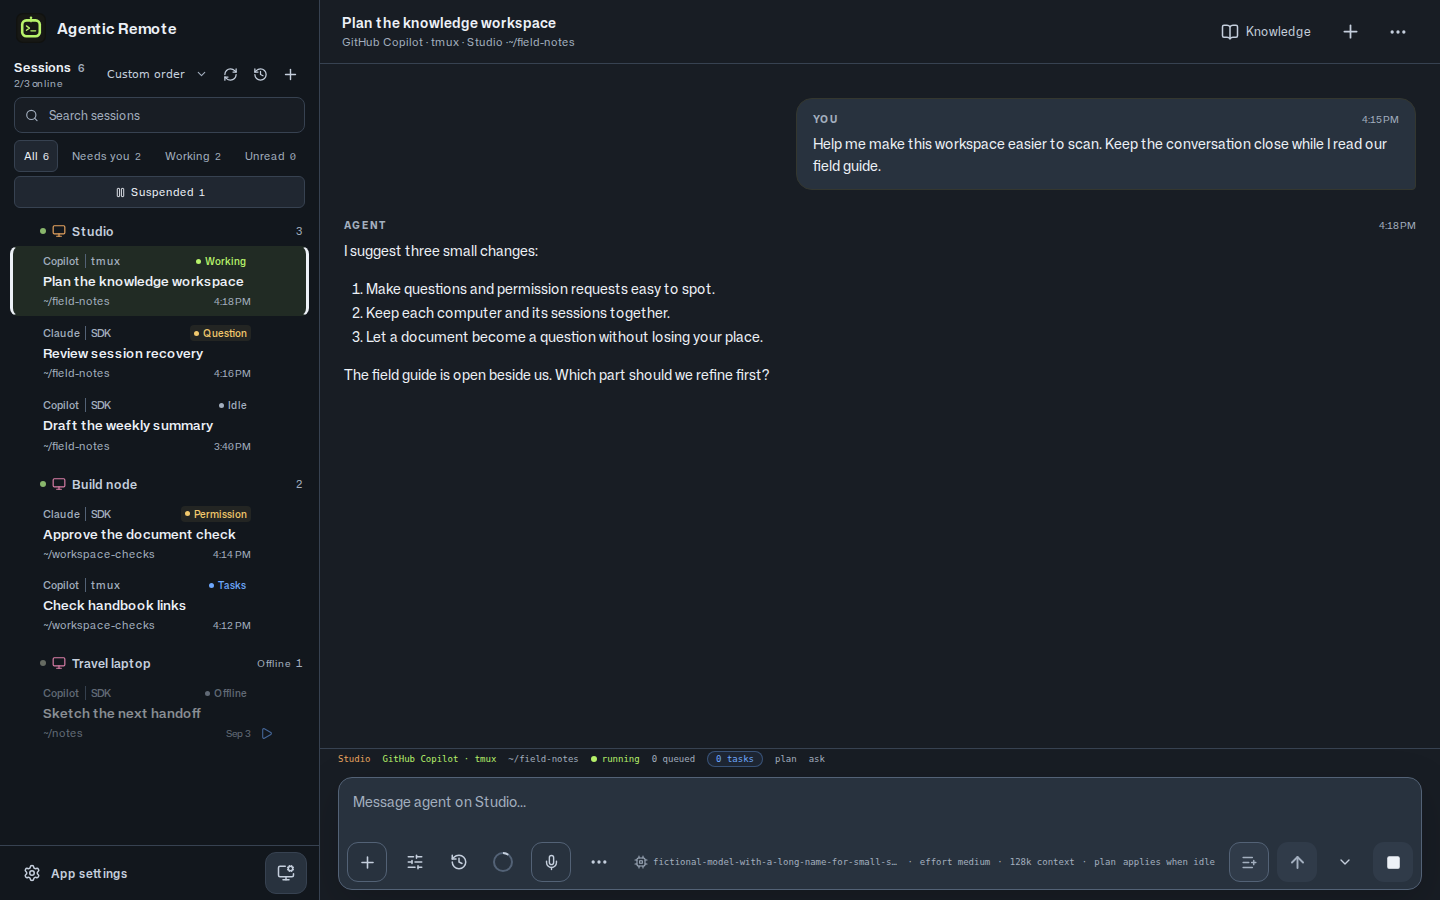 Agentic Remote
Sessions 6
2/3 online
Custom order
Search sessions
All 6
Needs you 2
Working 2
Unread 0
Suspended 1
Studio 3
Copilot | tmux
Working
Plan the knowledge workspace
~/field-notes
4:18 PM
Claude | SDK
Question
Review session recovery
~/field-notes
4:16 PM
Copilot | SDK
Idle
Draft the weekly summary
~/field-notes
3:40 PM
Build node 2
Claude | SDK
Permission
Approve the document check
~/workspace-checks
4:14 PM
Copilot | tmux
Tasks
Check handbook links
~/workspace-checks
4:12 PM
Travel laptop
Offline 1
Copilot | SDK
Offline
Sketch the next handoff
~/notes
Sep 3
App settings
Plan the knowledge workspace
GitHub Copilot · tmux · Studio · ~/field-notes
Knowledge
YOU
4:15 PM
Help me make this workspace easier to scan. Keep the conversation close while I read our
field guide.
AGENT
4:18 PM
I suggest three small changes:
1. Make questions and permission requests easy to spot.
2. Keep each computer and its sessions together.
3. Let a document become a question without losing your place.
The field guide is open beside us. Which part should we refine first?
Studio GitHub Copilot · tmux ~/field-notes running 0 queued 0 tasks plan ask
Message agent on Studio...
fictional-model-with-a-long-name-for-small-s… · effort medium · 128k context · plan applies when idle